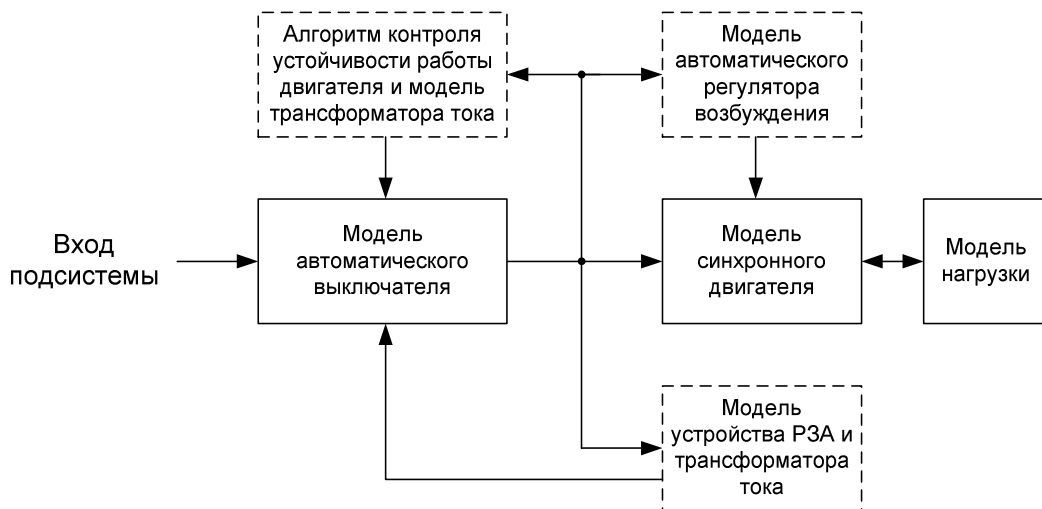 Алгоритм контроля
устойчивости работы
двигателя и модель
трансформатора тока
Модель
автоматического
регулятора
возбуждения
Вход
подсистемы
Модель
автоматического
выключателя
Модель
синхронного
двигателя
Модель
нагрузки
Модель
устройства РЗА и
трансформатора
тока